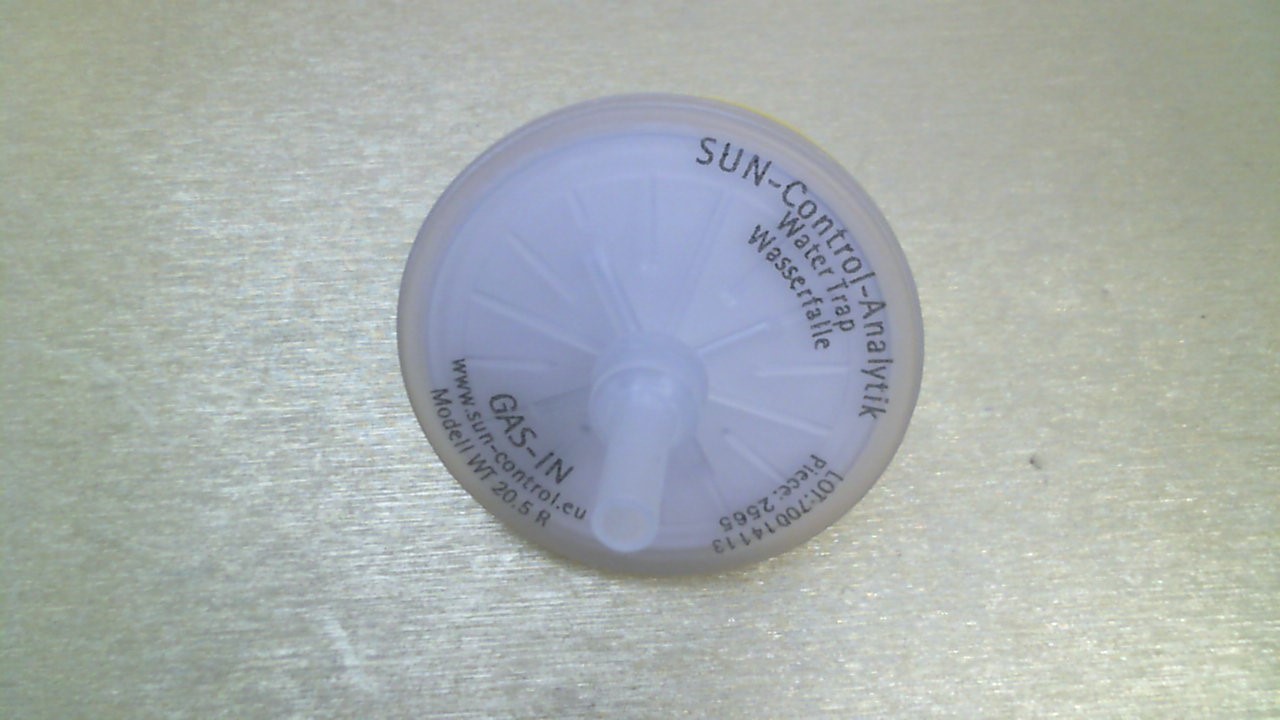 SUN-Control-Analytik
Water Trap
Wasserfalle
GAS-IN
www.sun-control.eu
Modell WT 20.5 R
LOT:70014113
Piece: 2565